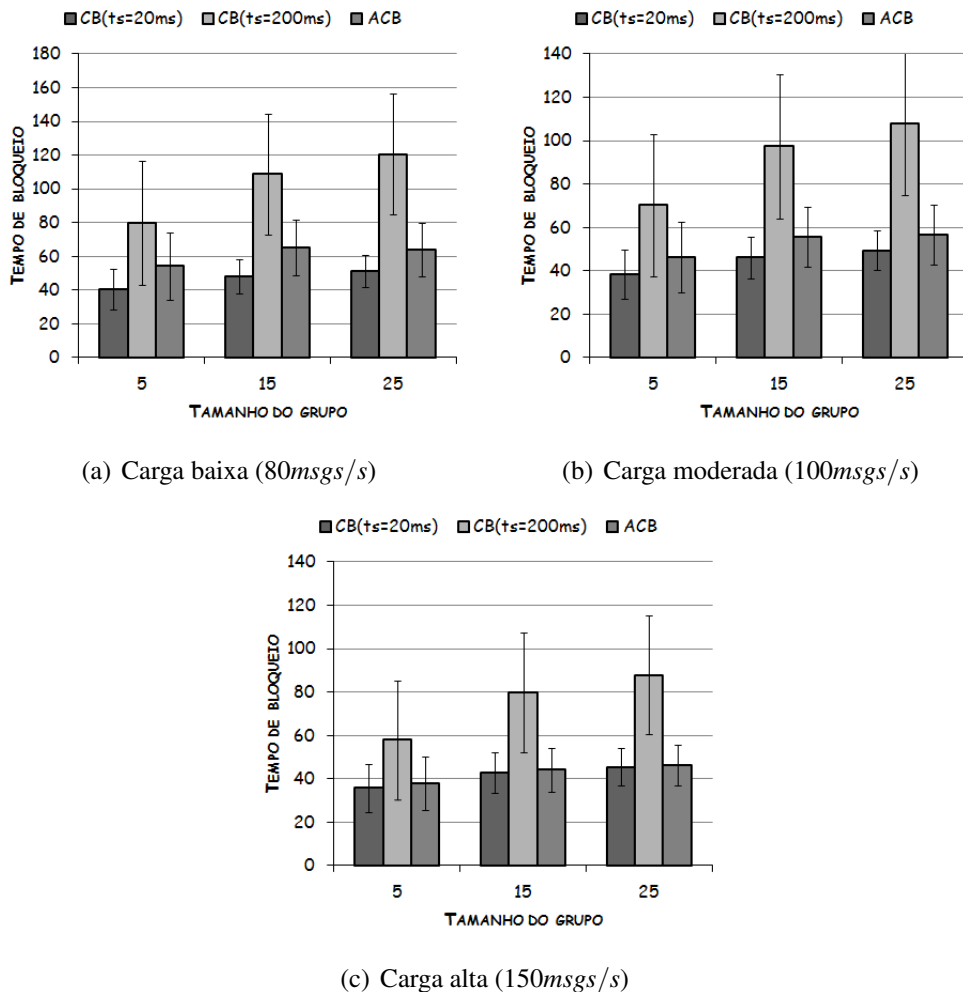 CB(ts=20ms) CB(ts=200ms) ACB
TEMPO DE BLOQUEIO
180
160
140
120
100
80
60
40
20
0
5 15 25
TAMANHO DO GRUPO
(a) Carga baixa (80msgs/s)
CB(ts=20ms) CB(ts=200ms) ACB
TEMPO DE BLOQUEIO
140
120
100
80
60
40
20
0
5 15 25
TAMANHO DO GRUPO
(b) Carga moderada (100msgs/s)
CB(ts=20ms) CB(ts=200ms) ACB
TEMPO DE BLOQUEIO
140
120
100
80
60
40
20
0
5 15 25
TAMANHO DO GRUPO
(c) Carga alta (150msgs/s)